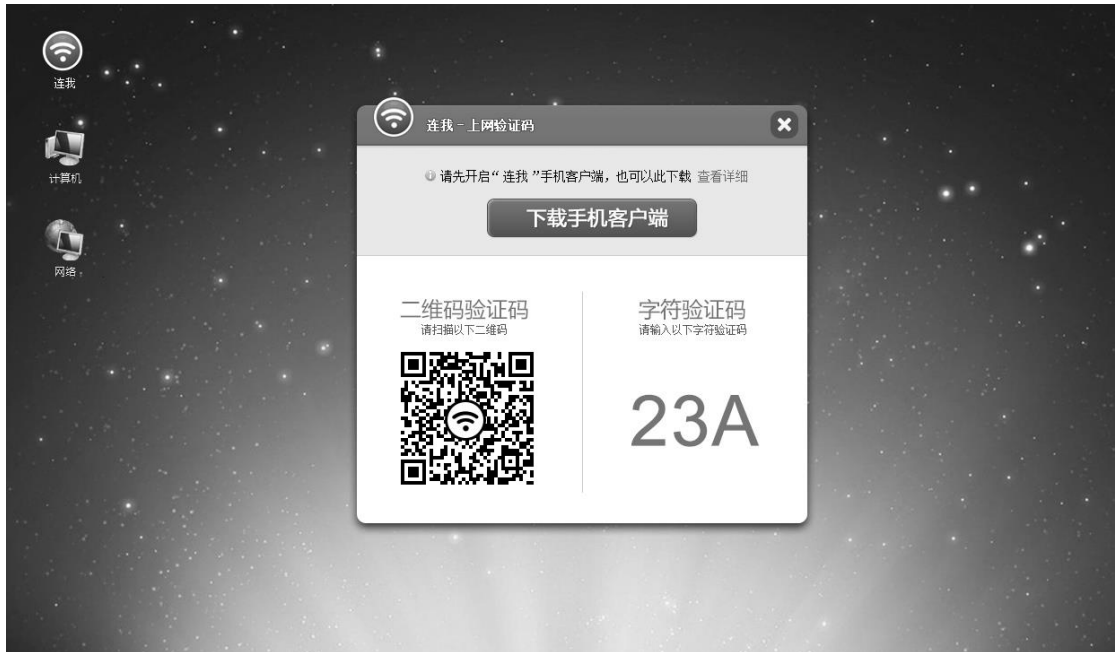 连我
计算机
网络
连我 - 上网验证码
请先开启“ 连我 ”手机客户端，也可以此下载 查看详细
下载手机客户端
二维码验证码
请扫描以下二维码
字符验证码
请输入以下字符验证码
23A